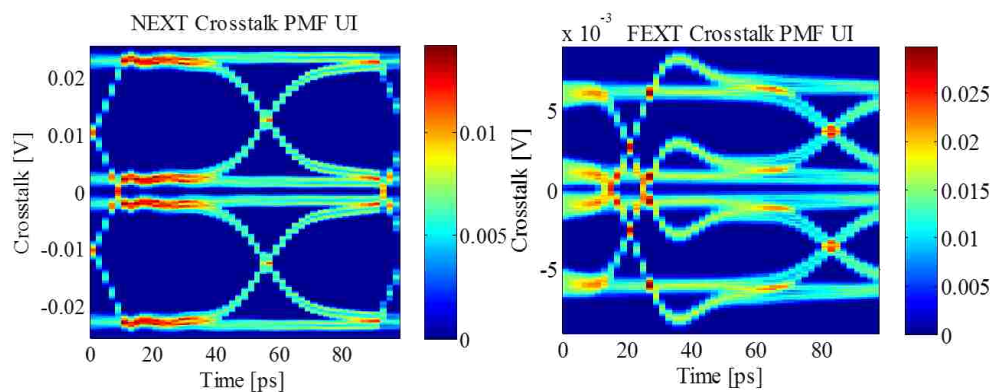 NEXT Crosstalk PMF UI
Crosstalk [V]
0.02
0.01
0
-0.01
-0.02
0 20 40 60 80
Time [ps]
0.01
0.005
0
x 10⁻³ FEXT Crosstalk PMF UI
Crosstalk [V]
5
0
-5
0 20 40 60 80
Time [ps]
0.025
0.02
0.015
0.01
0.005
0